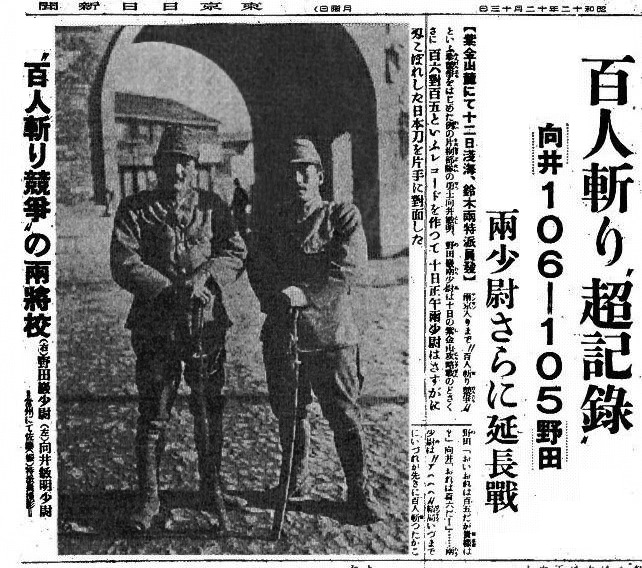 東京日日新聞
(日曜月
昭和十二年十二月十三日
百人斬り“超記錄”
向井106―105野田
兩少尉さらに延長戰
【紫金山麓にて十二日淺海、鈴木兩特派員發】
南京入りまで“百人斬り競爭”
といふ珍競爭をはじめた例の片桐部隊の勇士向井敏明、
野田巖兩少尉は十日の紫金山攻略戰のどさく
さに百六對百五といふレコードを作つて十日正午兩少尉はさすがに
刃こぼれした日本刀を片手に對面した
野田「おいおれは百五だが貴樣は
?」向井「おれは百六だ!」……兩
少尉は“アハハハ”結局いつまで
にいづれが先きに百人斬つたかこ
“百人斬り競爭”の兩將校
(右)野田巖少尉(左)向井敏明少尉